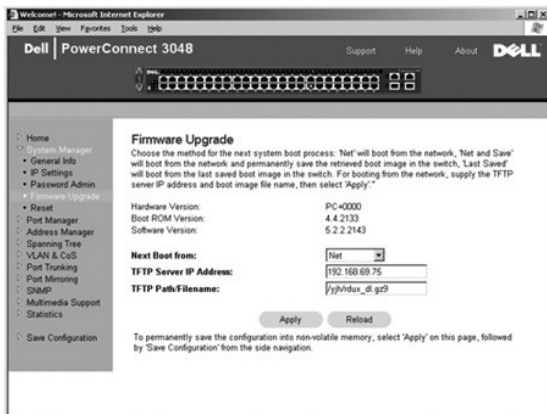 Welcome! - Microsoft Internet Explorer
File Edit View Favorites Tools Help
Dell | PowerConnect 3048
Support Help About DELL
Home
System Manager
General Info
IP Settings
Password Admin
Firmware Upgrade
Reset
Port Manager
Address Manager
Spanning Tree
VLAN & CoS
Port Trunking
Port Mirroring
SNMP
Multimedia Support
Statistics
Save Configuration
Firmware Upgrade
Choose the method for the next system boot process: 'Net' will boot from the network, 'Net and Save'
will boot from the network and permanently save the retrieved boot image in the switch, 'Last Saved'
will boot from the last saved boot image in the switch. For booting from the network, supply the TFTP
server IP address and boot image file name, then select 'Apply'."
Hardware Version: PC+0000
Boot ROM Version: 4.4.2133
Software Version: 5.2.2.2143
Next Boot from: Net
TFTP Server IP Address: 192.168.69.75
TFTP Path/Filename: /yjh/rdux_dl.gz9
Apply Reload
To permanently save the configuration into non-volatile memory, select 'Apply' on this page, followed
by 'Save Configuration' from the side navigation.